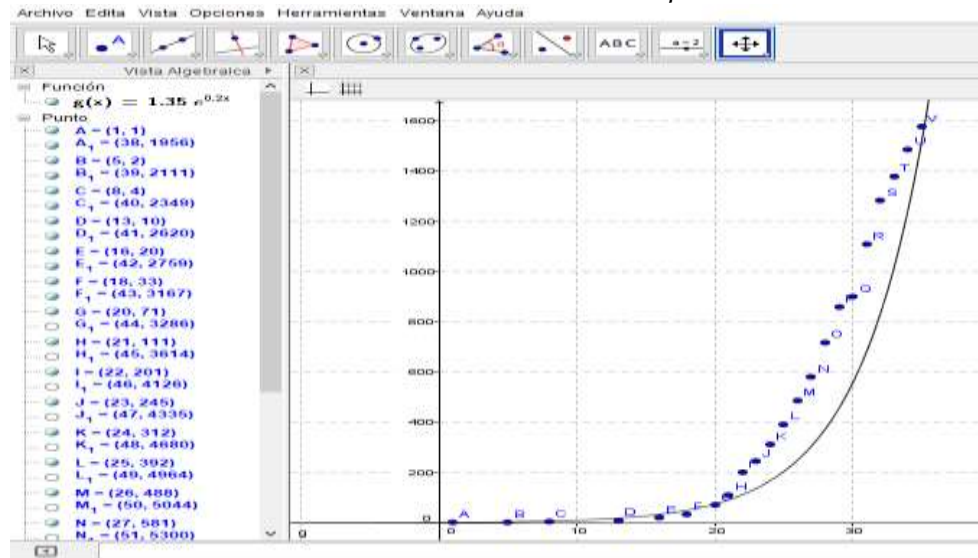 Archivo Edita Vista Opciones Herramientas Ventana Ayuda
A
α
ABC
a=2
Vista Algebraica
Función
g(x) = 1.35 e^0.2x
Punto
A = (1, 1)
A₁ = (38, 1956)
B = (5, 2)
B₁ = (39, 2111)
C = (8, 4)
C₁ = (40, 2349)
D = (13, 10)
D₁ = (41, 2620)
E = (16, 20)
E₁ = (42, 2759)
F = (18, 33)
F₁ = (43, 3167)
G = (20, 71)
G₁ = (44, 3286)
H = (21, 111)
H₁ = (45, 3614)
I = (22, 201)
I₁ = (46, 4126)
J = (23, 245)
J₁ = (47, 4335)
K = (24, 312)
K₁ = (48, 4680)
L = (25, 392)
L₁ = (49, 4964)
M = (26, 488)
M₁ = (50, 5044)
N = (27, 581)
N₁ = (51, 5300)
1600
1400
1200
1000
800
600
400
200
0
0
10
20
30
g
A
B
C
D
E
F
H
J
K
L
M
N
O
Q
R
S
T
U
V